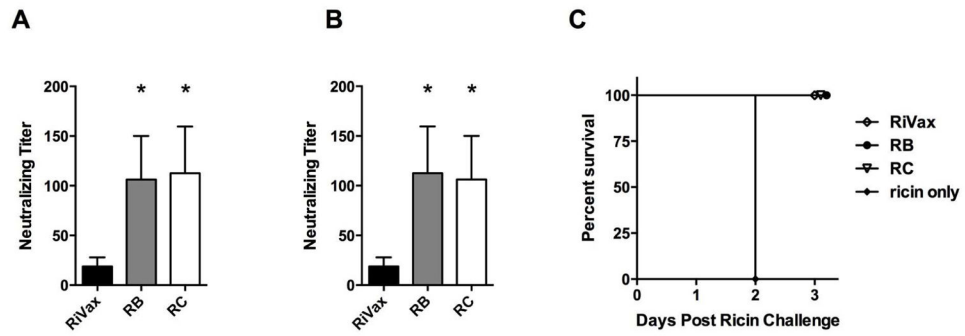 A
B
C
Neutralizing Titer
200
150
100
50
0
*
*
RiVax
RB
RC
Neutralizing Titer
200
150
100
50
0
*
*
RiVax
RB
RC
Percent survival
100
75
50
25
0
0
1
2
3
Days Post Ricin Challenge
RiVax
RB
RC
ricin only